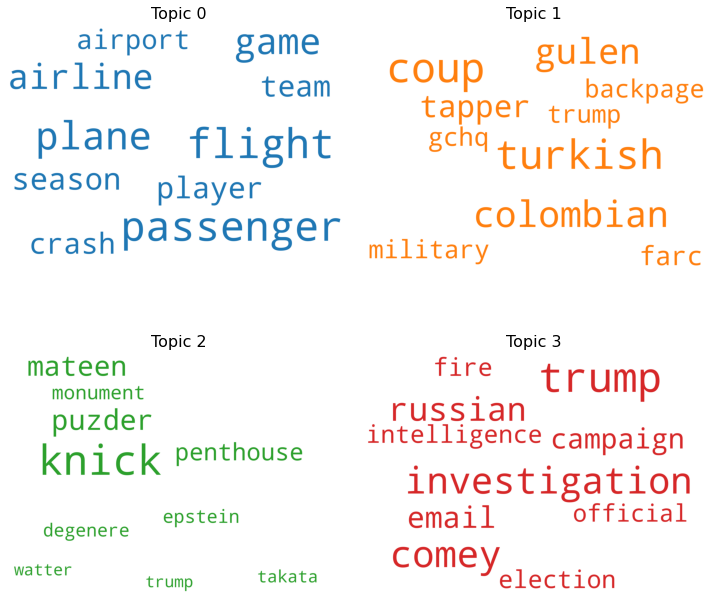 Topic 0
airport
game
airline
team
plane
flight
season
player
passenger
crash
Topic 1
gulen
coup
backpage
tapper
trump
gchq
turkish
colombian
military
farc
Topic 2
mateen
monument
puzder
knick
penthouse
epstein
degenere
watter
trump
takata
Topic 3
fire
trump
russian
intelligence
campaign
investigation
email
official
comey
election